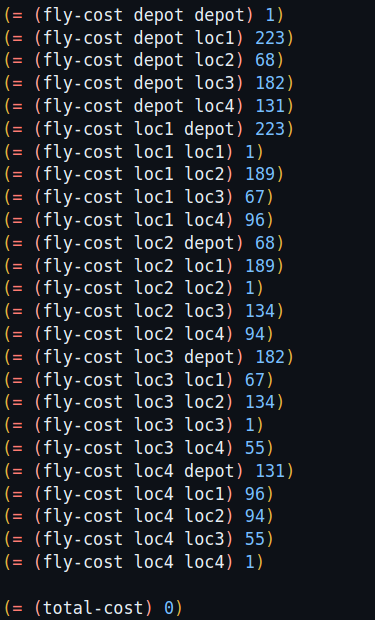 (= (fly-cost depot depot) 1)
(= (fly-cost depot loc1) 223)
(= (fly-cost depot loc2) 68)
(= (fly-cost depot loc3) 182)
(= (fly-cost depot loc4) 131)
(= (fly-cost loc1 depot) 223)
(= (fly-cost loc1 loc1) 1)
(= (fly-cost loc1 loc2) 189)
(= (fly-cost loc1 loc3) 67)
(= (fly-cost loc1 loc4) 96)
(= (fly-cost loc2 depot) 68)
(= (fly-cost loc2 loc1) 189)
(= (fly-cost loc2 loc2) 1)
(= (fly-cost loc2 loc3) 134)
(= (fly-cost loc2 loc4) 94)
(= (fly-cost loc3 depot) 182)
(= (fly-cost loc3 loc1) 67)
(= (fly-cost loc3 loc2) 134)
(= (fly-cost loc3 loc3) 1)
(= (fly-cost loc3 loc4) 55)
(= (fly-cost loc4 depot) 131)
(= (fly-cost loc4 loc1) 96)
(= (fly-cost loc4 loc2) 94)
(= (fly-cost loc4 loc3) 55)
(= (fly-cost loc4 loc4) 1)
(= (total-cost) 0)